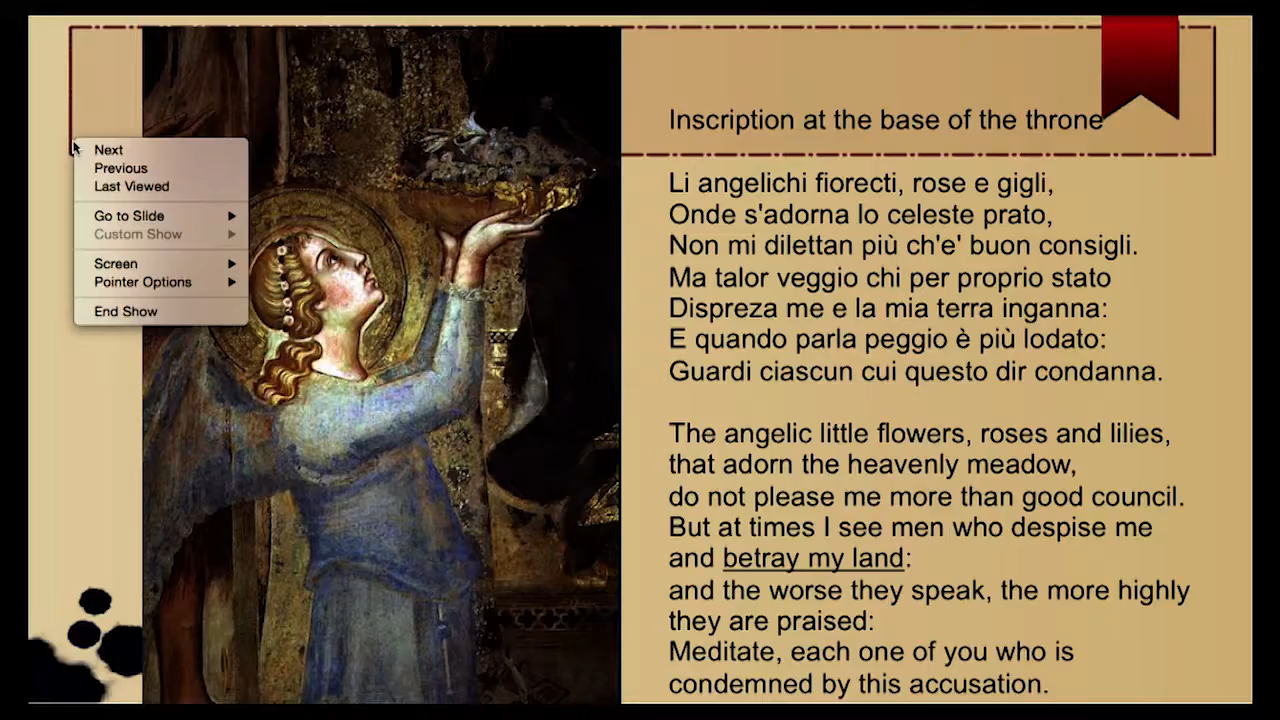 Inscription at the base of the throne
Next
Previous
Last Viewed
Go to Slide
Custom Show
Screen
Pointer Options
End Show
Li angelichi fiorecti, rose e gigli,
Onde s'adorna lo celeste prato,
Non mi dilettan più ch'e' buon consigli.
Ma talor veggio chi per proprio stato
Dispreza me e la mia terra inganna:
E quando parla peggio è più lodato:
Guardi ciascun cui questo dir condanna.
The angelic little flowers, roses and lilies,
that adorn the heavenly meadow,
do not please me more than good council.
But at times I see men who despise me
and betray my land:
and the worse they speak, the more highly
they are praised:
Meditate, each one of you who is
condemned by this accusation.